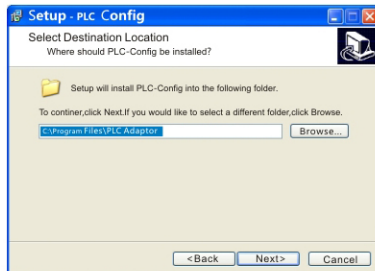 Setup - PLC Config
Select Destination Location
Where should PLC-Config be installed?
Setup will install PLC-Config into the following folder.
To continer,click Next.If you would like to select a different folder,click Browse.
C:\Program Files\PLC Adaptor
Browse...
<Back
Next>
Cancel